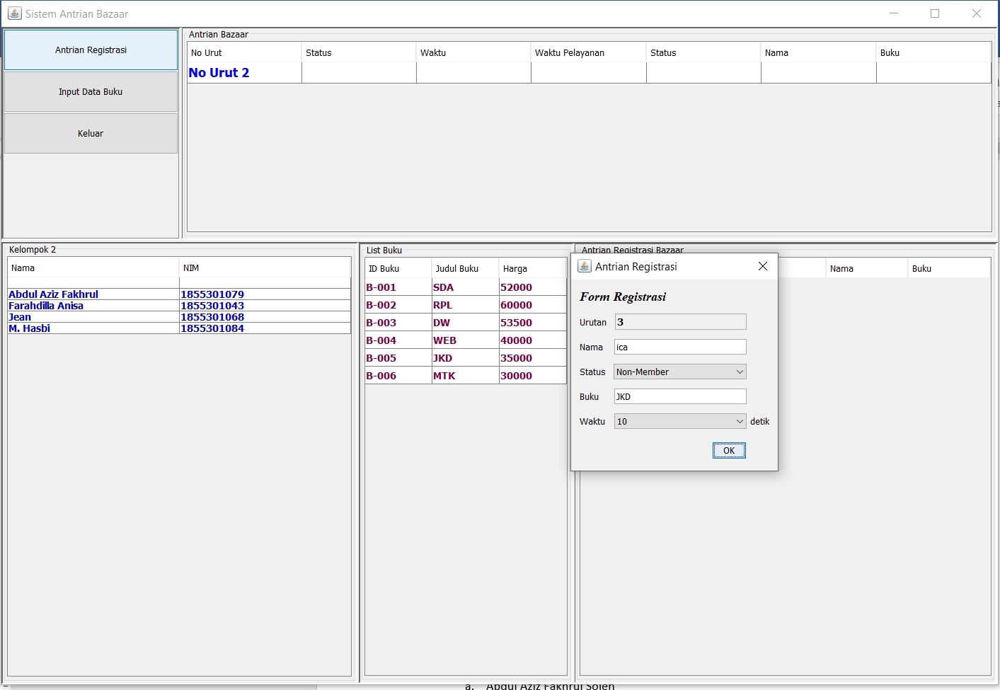 Sistem Antrian Bazaar
Antrian Registrasi
Input Data Buku
Keluar
Antrian Bazaar
No Urut Status Waktu Waktu Pelayanan Status Nama Buku
No Urut 2
Kelompok 2
Nama NIM
Abdul Aziz Fakhrul 1855301079
Farahdilla Anisa 1855301043
Jean 1855301068
M. Hasbi 1855301084
List Buku
ID Buku Judul Buku Harga
B-001 SDA 52000
B-002 RPL 60000
B-003 DW 53500
B-004 WEB 40000
B-005 JKD 35000
B-006 MTK 30000
Antrian Registrasi Bazaar
Nama Buku
Antrian Registrasi
Form Registrasi
Urutan 3
Nama ica
Status Non-Member
Buku JKD
Waktu 10 detik
OK
a. Abdul Aziz Fakhrul Soleh